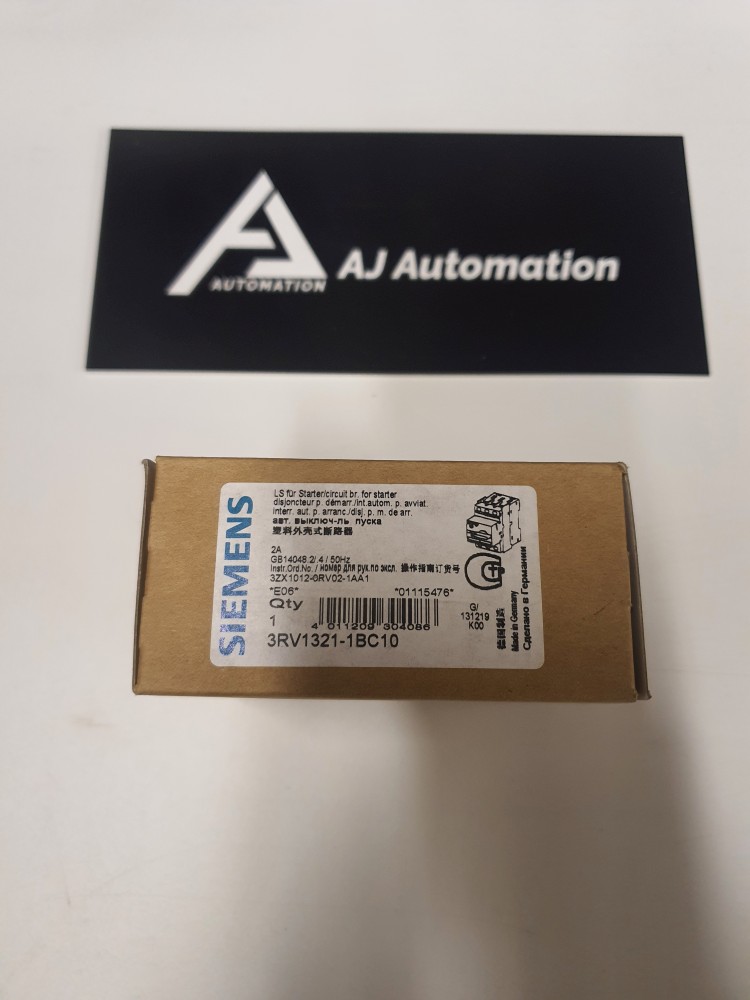 AUTOMATION
AJ Automation
SIEMENS
LS für Starter/circuit br. for starter
disjoncteur p. démarr./int.autom. p. avviat.
interr. aut. p. arranc./disj. p. m. de arr.
авт. выключ-ль пуска
塑料外壳式断路器
2A
GB14048.2/.4 / 50Hz
Instr.Ord.No. / номер для рук.по эксп. 操作指南订货号
3ZX1012-0RV02-1AA1
*E06* *01115476*
Qty
1
4 011209 304086
3RV1321-1BC10
G/
131219
K00
德国制造
Made in Germany
Сделано в Германии